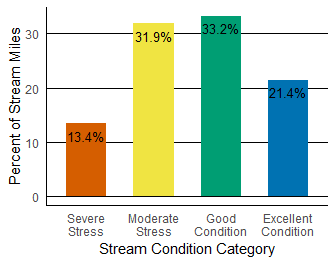 Percent of Stream Miles
30
20
10
0
13.4%
31.9%
33.2%
21.4%
Severe
Stress
Moderate
Stress
Good
Condition
Excellent
Condition
Stream Condition Category